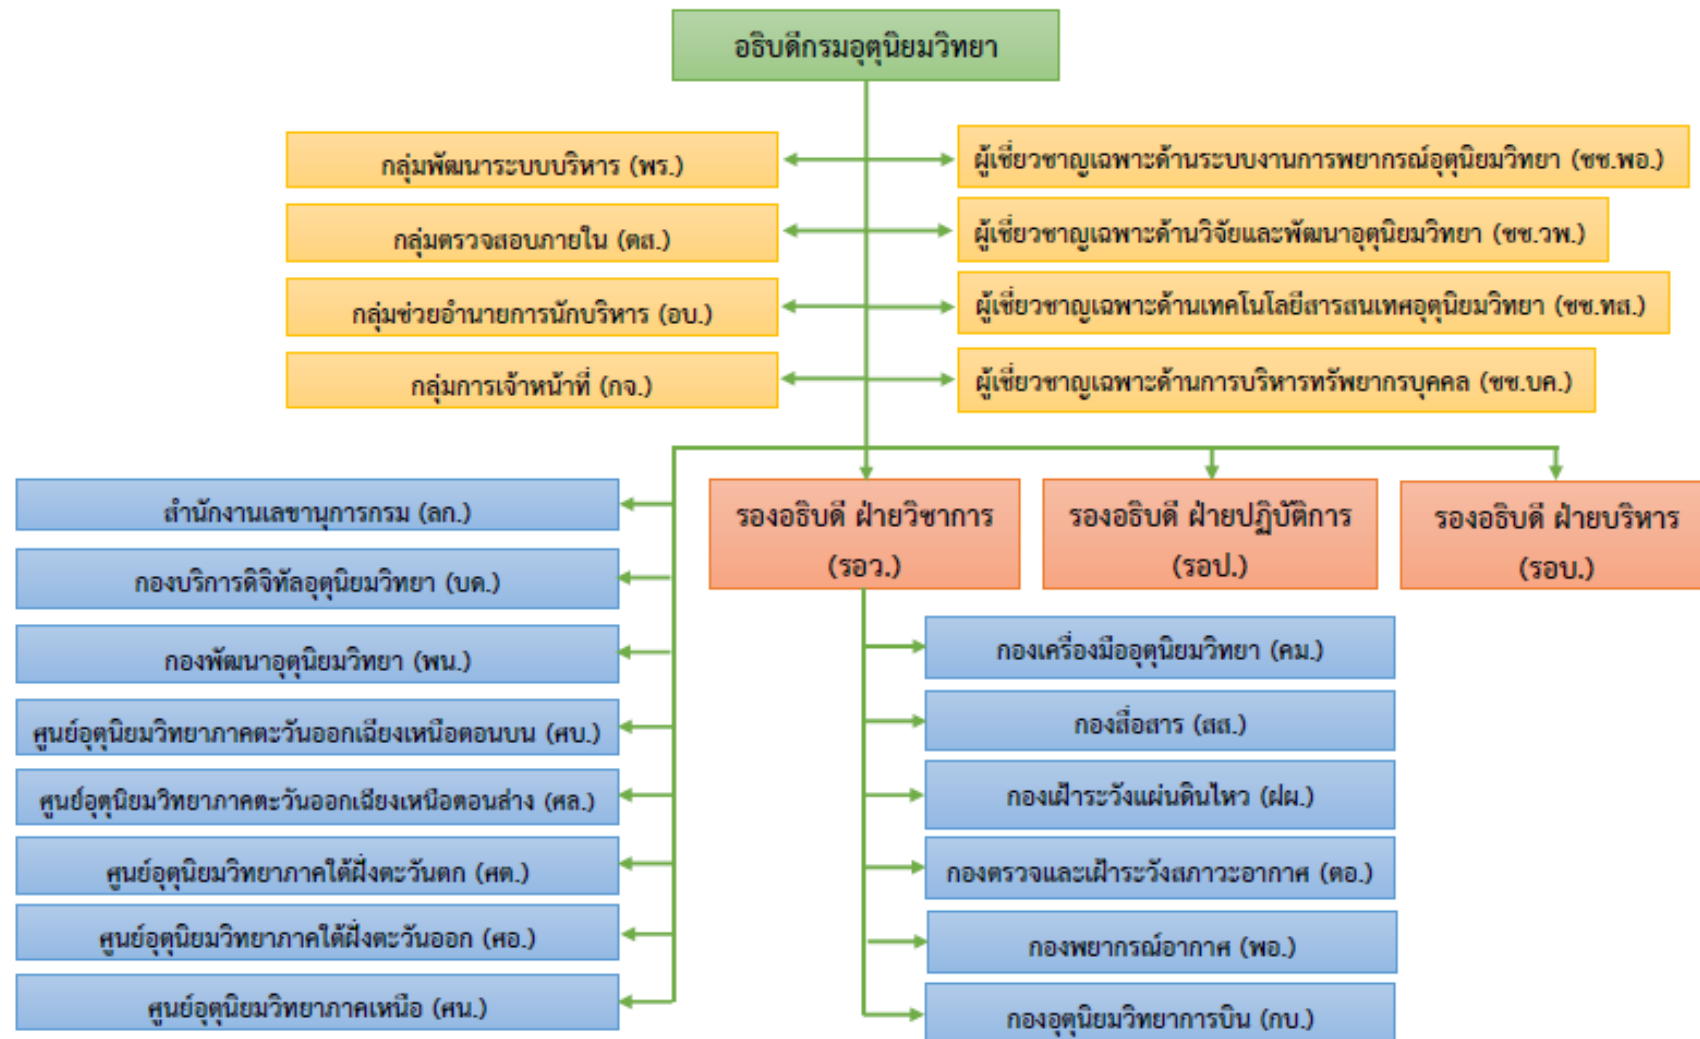 อธิบดีกรมอุตุนิยมวิทยา
กลุ่มพัฒนาระบบบริหาร (พร.)
ผู้เชี่ยวชาญเฉพาะด้านระบบงานการพยากรณ์อุตุนิยมวิทยา (ชช.พอ.)
กลุ่มตรวจสอบภายใน (ตส.)
ผู้เชี่ยวชาญเฉพาะด้านวิจัยและพัฒนาอุตุนิยมวิทยา (ชช.วพ.)
กลุ่มช่วยอำนายการนักบริหาร (อบ.)
ผู้เชี่ยวชาญเฉพาะด้านเทคโนโลยีสารสนเทศอุตุนิยมวิทยา (ชช.ทส.)
กลุ่มการเจ้าหน้าที่ (กจ.)
ผู้เชี่ยวชาญเฉพาะด้านการบริหารทรัพยากรบุคคล (ชช.บค.)
สำนักงานเลขานุการกรม (ลก.)
กองบริการดิจิทัลอุตุนิยมวิทยา (บด.)
กองพัฒนาอุตุนิยมวิทยา (พน.)
ศูนย์อุตุนิยมวิทยาภาคตะวันออกเฉียงเหนือตอนบน (ศบ.)
ศูนย์อุตุนิยมวิทยาภาคตะวันออกเฉียงเหนือตอนล่าง (ศล.)
ศูนย์อุตุนิยมวิทยาภาคใต้ฝั่งตะวันตก (ศต.)
ศูนย์อุตุนิยมวิทยาภาคใต้ฝั่งตะวันออก (ศอ.)
ศูนย์อุตุนิยมวิทยาภาคเหนือ (ศน.)
รองอธิบดี ฝ่ายวิชาการ
(รอว.)
รองอธิบดี ฝ่ายปฏิบัติการ
(รอป.)
รองอธิบดี ฝ่ายบริหาร
(รอบ.)
กองเครื่องมืออุตุนิยมวิทยา (คม.)
กองสื่อสาร (สส.)
กองเฝ้าระวังแผ่นดินไหว (ฝผ.)
กองตรวจและเฝ้าระวังสภาวะอากาศ (ตอ.)
กองพยากรณ์อากาศ (พอ.)
กองอุตุนิยมวิทยาการบิน (กบ.)